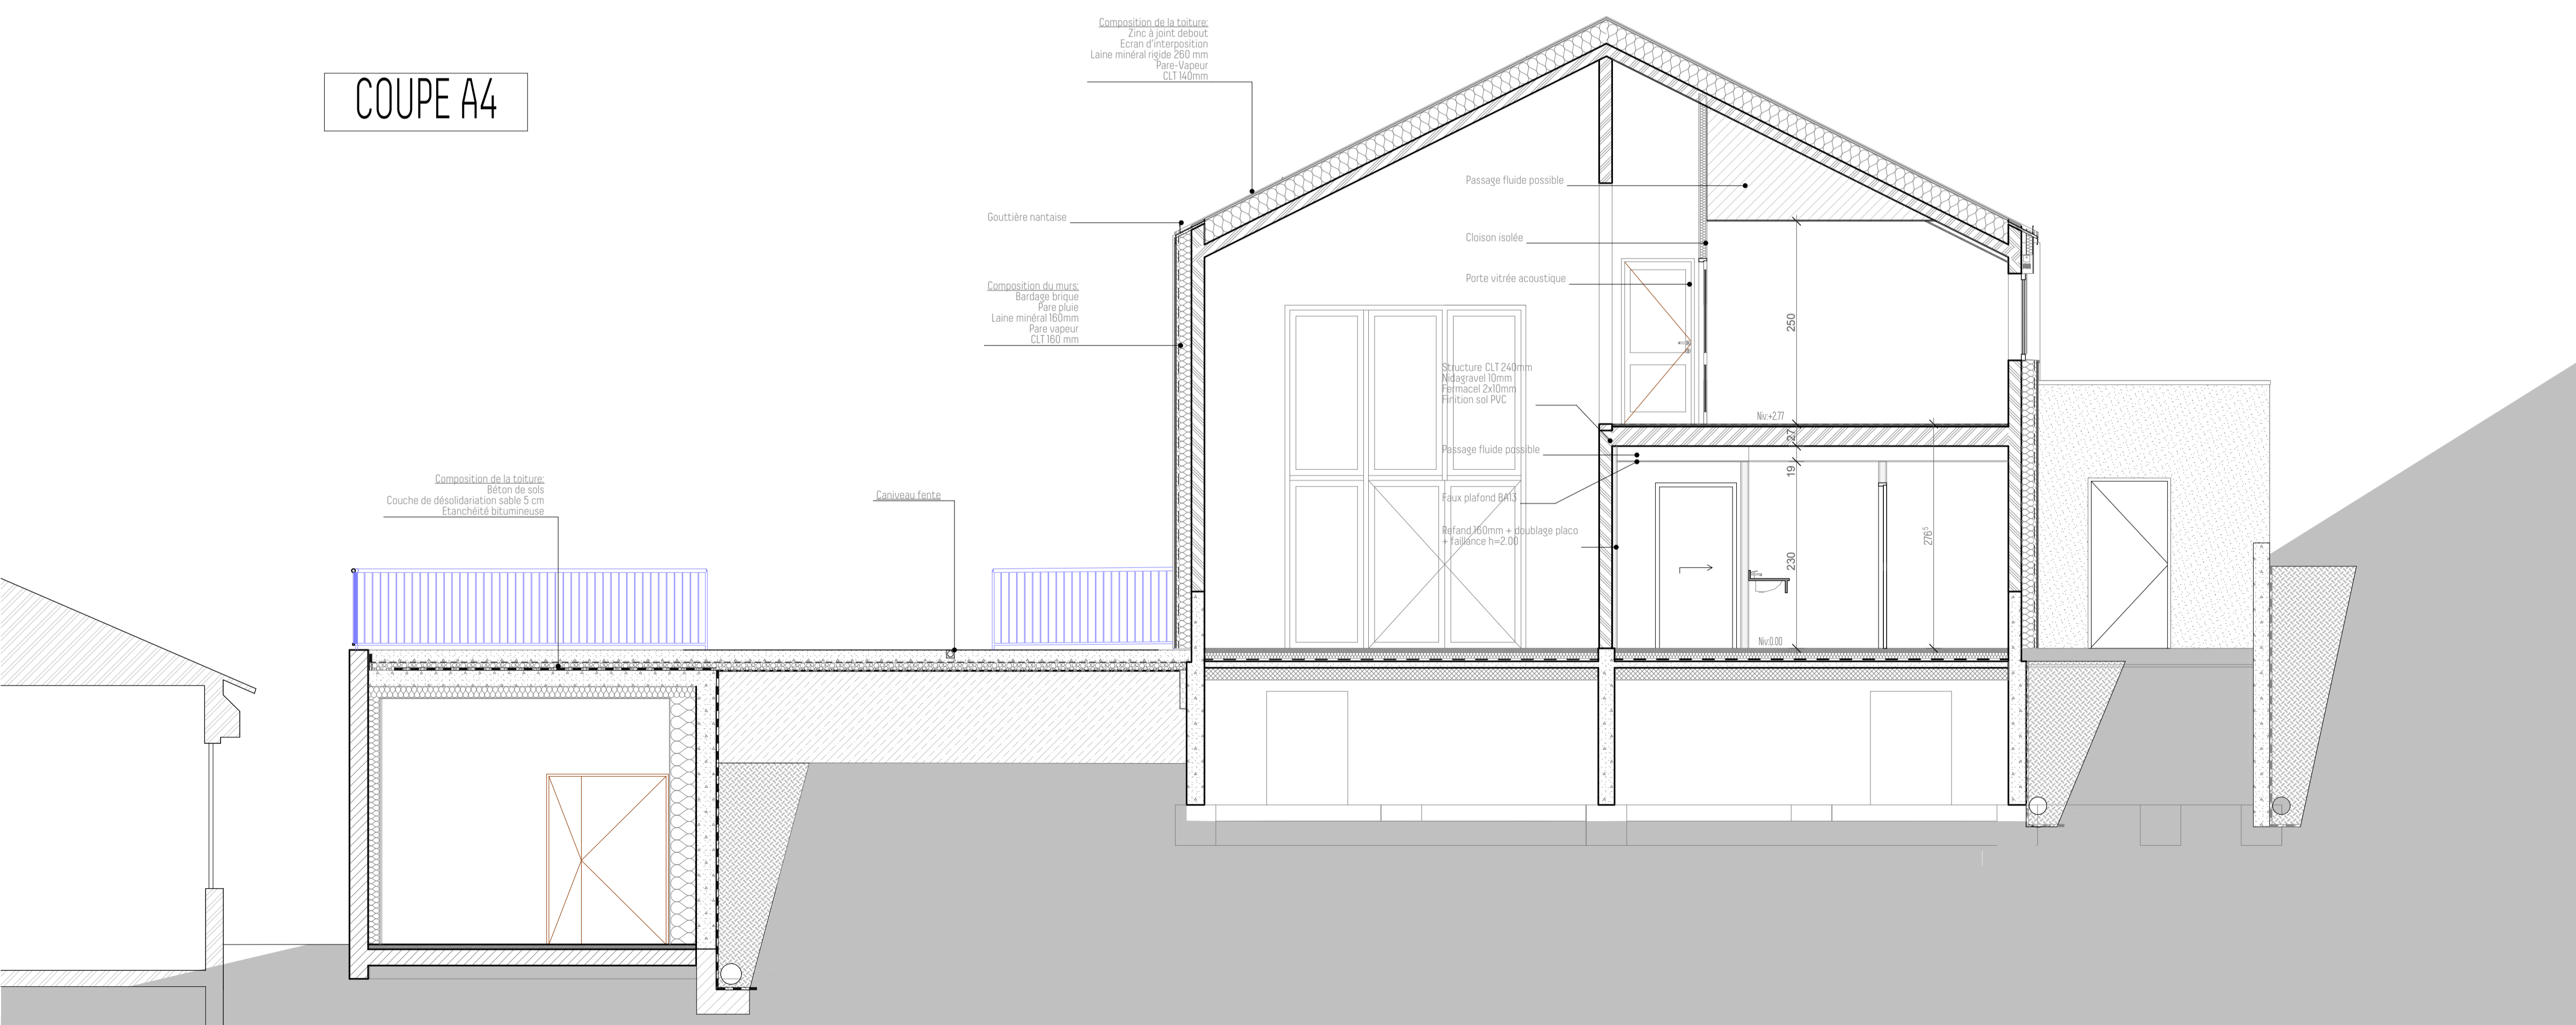 COUPE A4
Composition de la toiture:
Zinc à joint debout
Ecran d'interposition
Laine minéral rigide 260 mm
Pare-Vapeur
CLT 140mm
Gouttière nantaise
Composition du murs:
Bardage brique
Pare pluie
Laine minéral 160mm
Pare vapeur
CLT 160 mm
Passage fluide possible
Cloison isolée
Porte vitrée acoustique
250
Structure CLT 240mm
Nidagravel 10mm
Fermacel 2x10mm
Finition sol PVC
Niv:+2.77
27
Passage fluide possible
19
Faux plafond BA13
Refand 160mm + doublage placo
+ faillance h=2.00
230
276⁵
Niv:0.00
Composition de la toiture:
Béton de sols
Couche de désolidariation sable 5 cm
Etanchéité bitumineuse
Caniveau fente